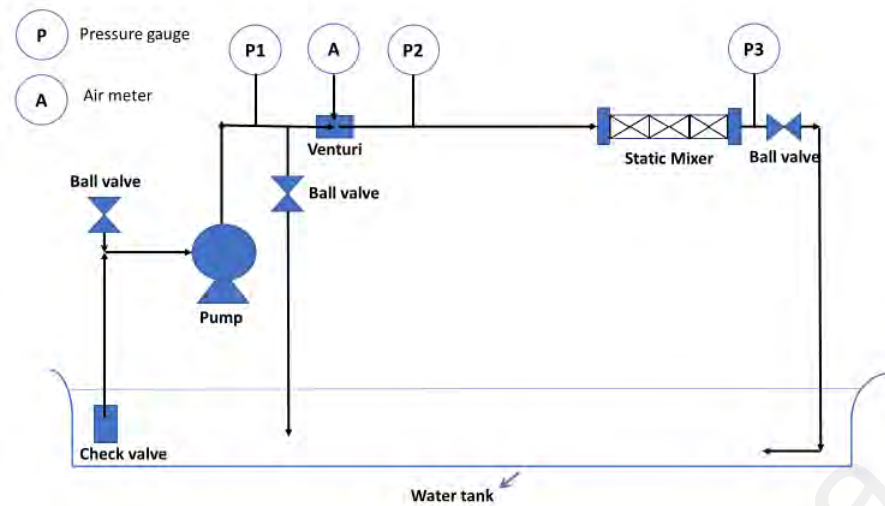 P
Pressure gauge
A
Air meter
P1
A
P2
P3
Venturi
Static Mixer
Ball valve
Ball valve
Ball valve
Pump
Check valve
Water tank